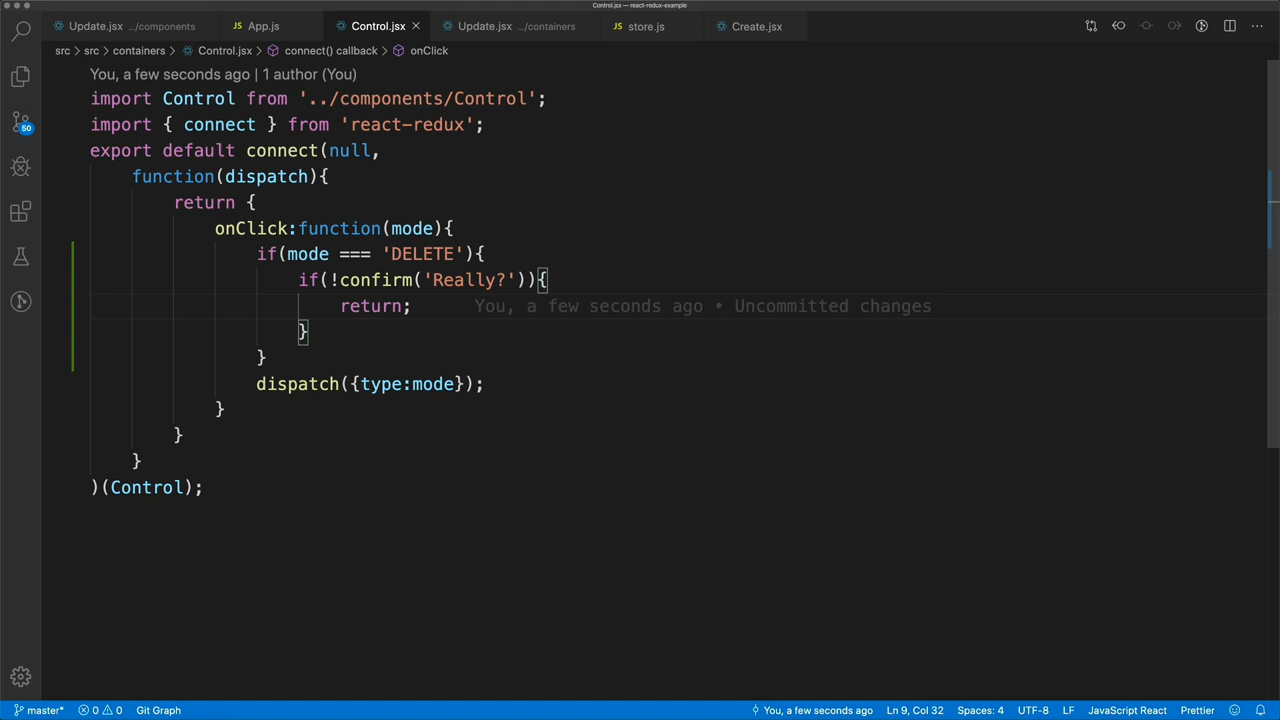 Control.jsx — react-redux-example
Update.jsx .../components App.js Control.jsx Update.jsx .../containers store.js Create.jsx
src > src > containers > Control.jsx > connect() callback > onClick
You, a few seconds ago | 1 author (You)
import Control from '../components/Control';
import { connect } from 'react-redux';
export default connect(null,
function(dispatch){
return {
onClick:function(mode){
if(mode === 'DELETE'){
if(!confirm('Really?')){
return; You, a few seconds ago • Uncommitted changes
}
}
dispatch({type:mode});
}
}
}
)(Control);
50
master* 0 0 Git Graph You, a few seconds ago Ln 9, Col 32 Spaces: 4 UTF-8 LF JavaScript React Prettier